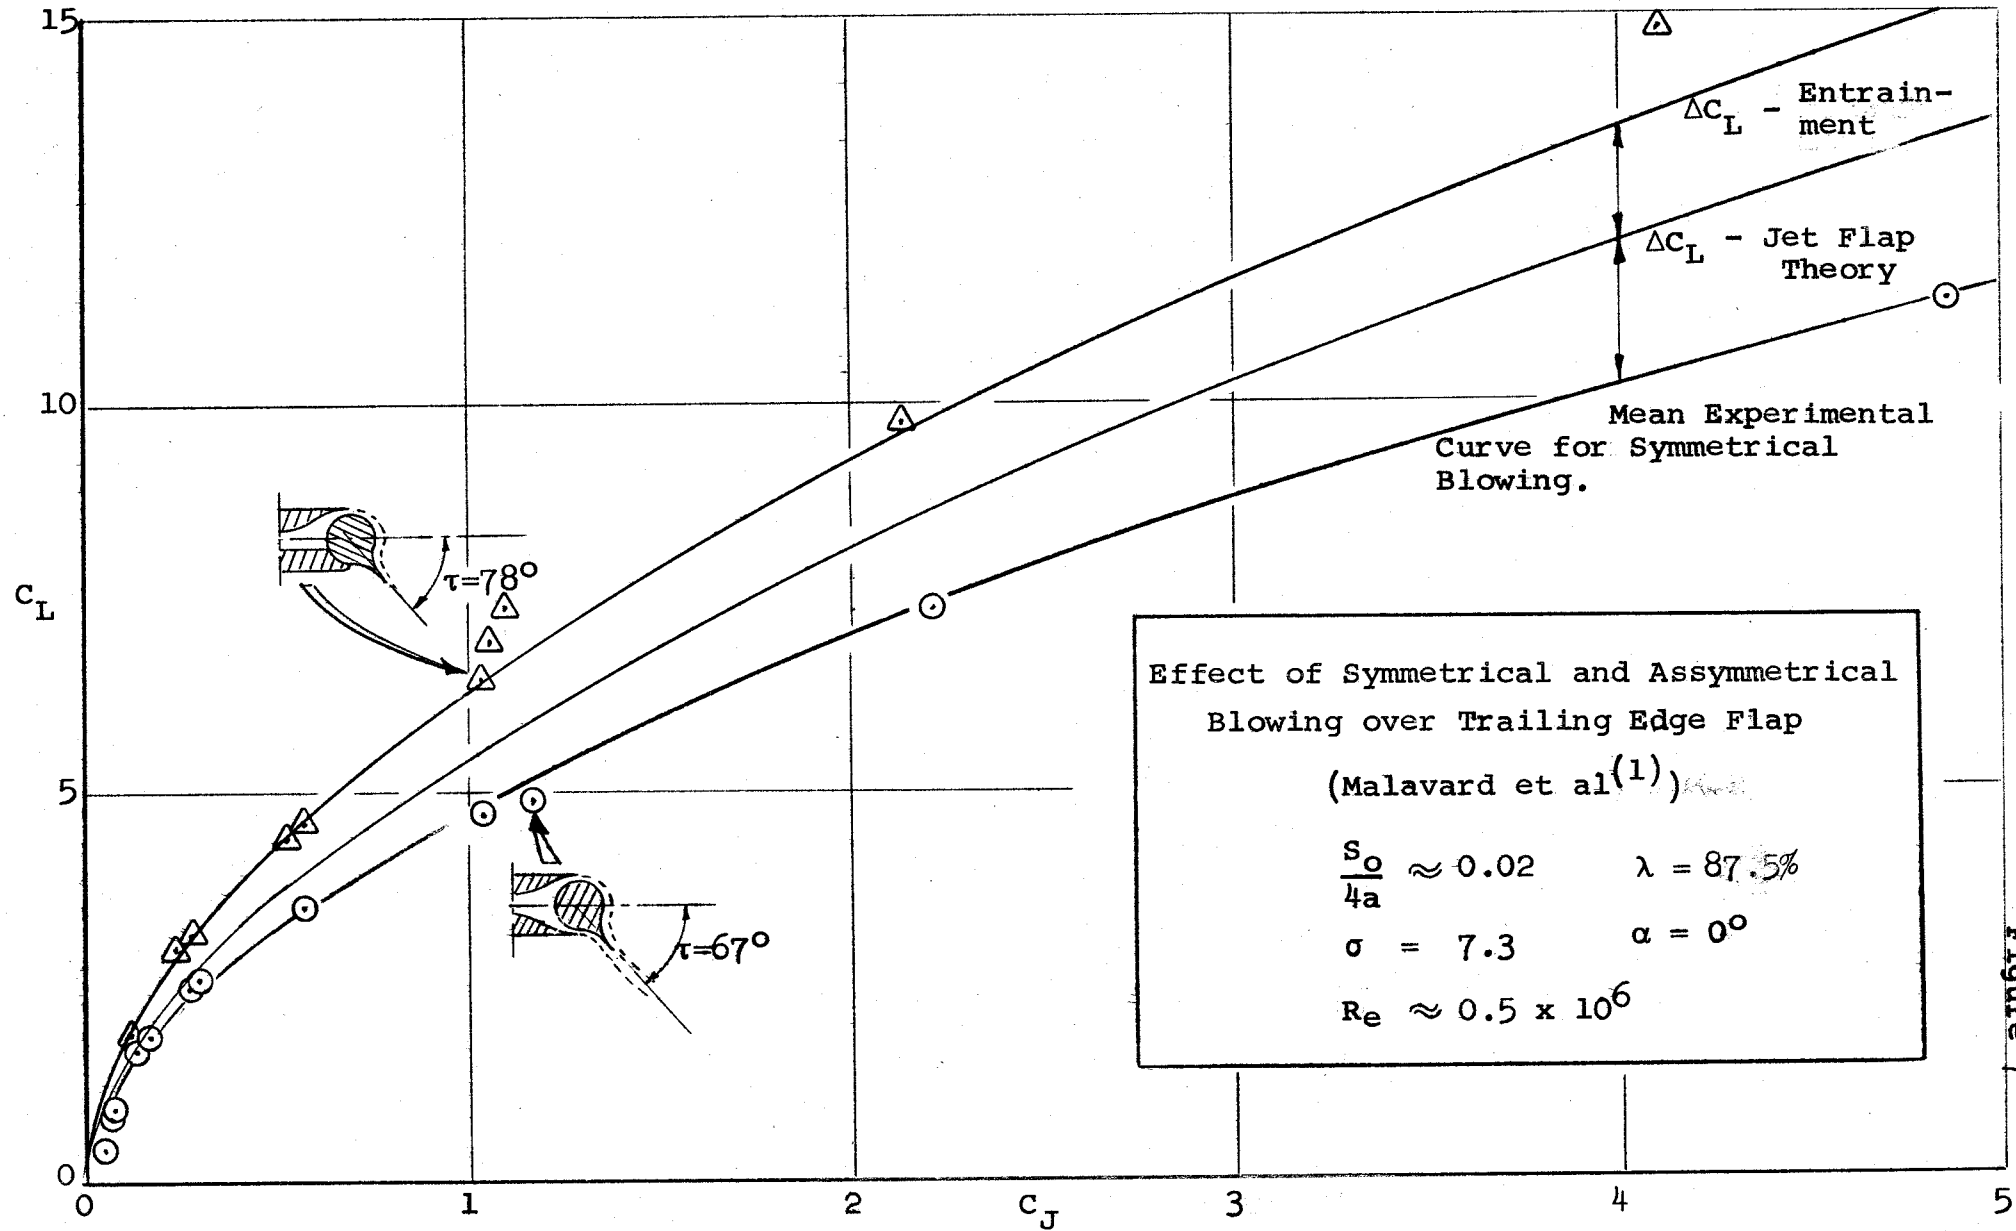 15
ΔC_L - Entrain-
ment
ΔC_L - Jet Flap
Theory
10
Mean Experimental
Curve for Symmetrical
Blowing.
τ=78°
C_L
5
τ=67°
Effect of Symmetrical and Assymmetrical
Blowing over Trailing Edge Flap
(Malavard et al(1))
S_o/4a ≈ 0.02 λ = 87.5%
σ = 7.3 α = 0°
R_e ≈ 0.5 x 10^6
0
0 1 2 C_J 3 4 5
Figure